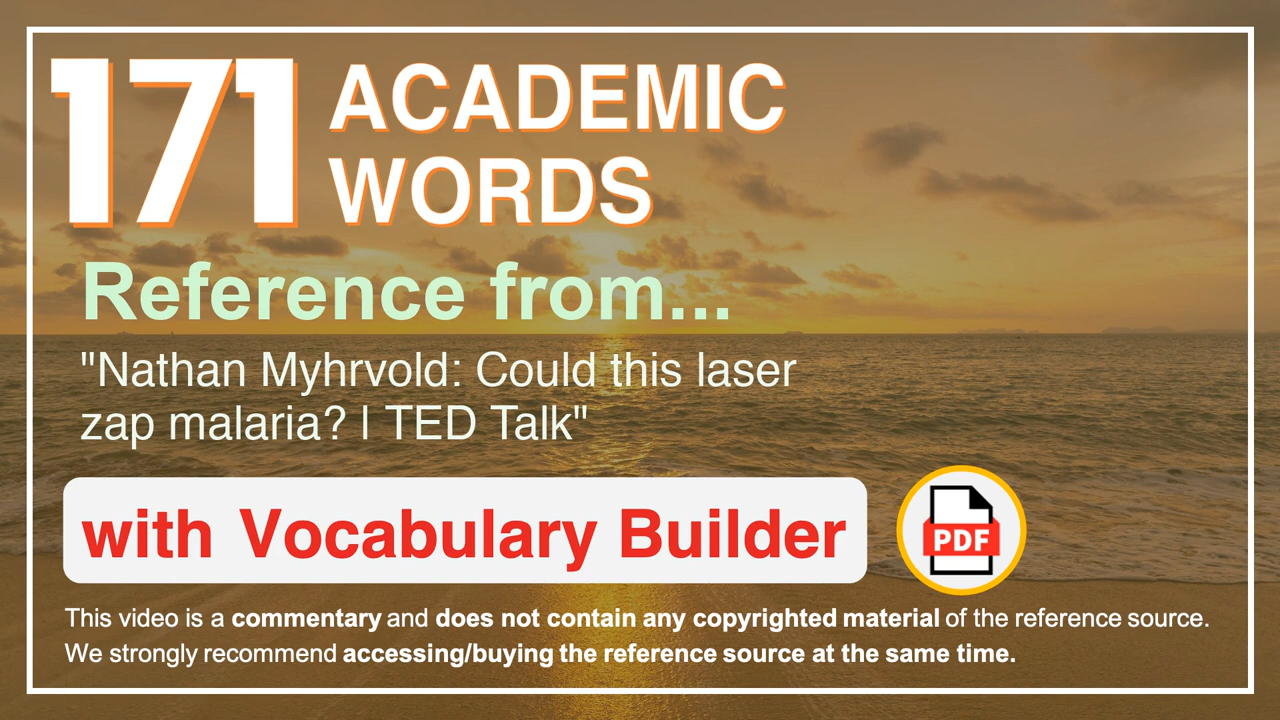 171 ACADEMIC
WORDS
Reference from...
"Nathan Myhrvold: Could this laser
zap malaria? | TED Talk"
with Vocabulary Builder
PDF
This video is a commentary and does not contain any copyrighted material of the reference source.
We strongly recommend accessing/buying the reference source at the same time.